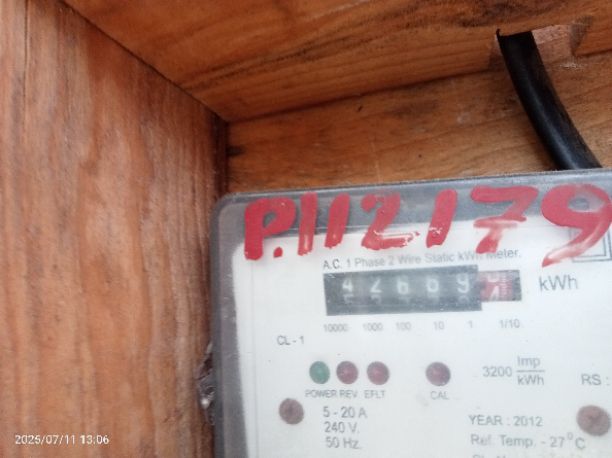 P.112179
A.C. 1 Phase 2 Wire Static kWh Meter.
42669 kWh
10000 1000 100 10 1 1/10
CL - 1
3200 Imp/kWh
RS :
POWER REV. EFLT CAL
5 - 20 A
240 V.
50 Hz.
YEAR : 2012
Ref. Temp. - 27°C
2025/07/11 13:06